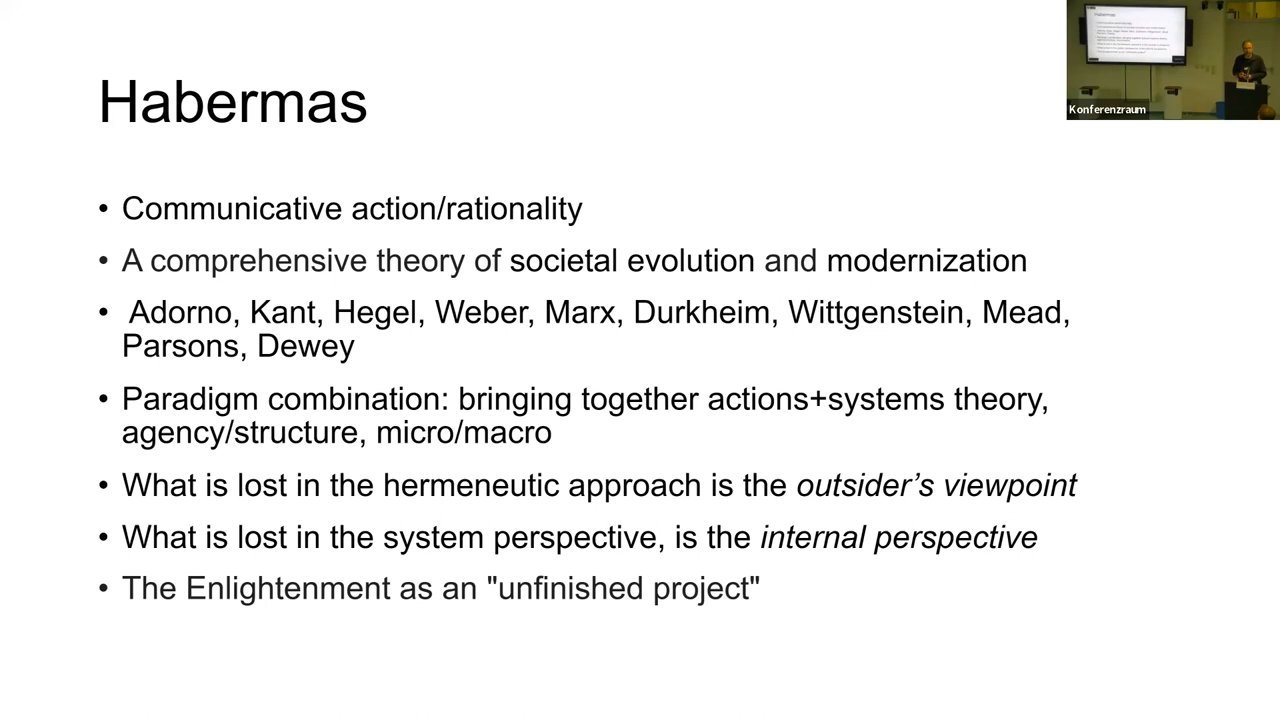 Habermas
Konferenzraum
• Communicative action/rationality
• A comprehensive theory of societal evolution and modernization
• Adorno, Kant, Hegel, Weber, Marx, Durkheim, Wittgenstein, Mead,
Parsons, Dewey
• Paradigm combination: bringing together actions+systems theory,
agency/structure, micro/macro
• What is lost in the hermeneutic approach is the outsider’s viewpoint
• What is lost in the system perspective, is the internal perspective
• The Enlightenment as an "unfinished project"